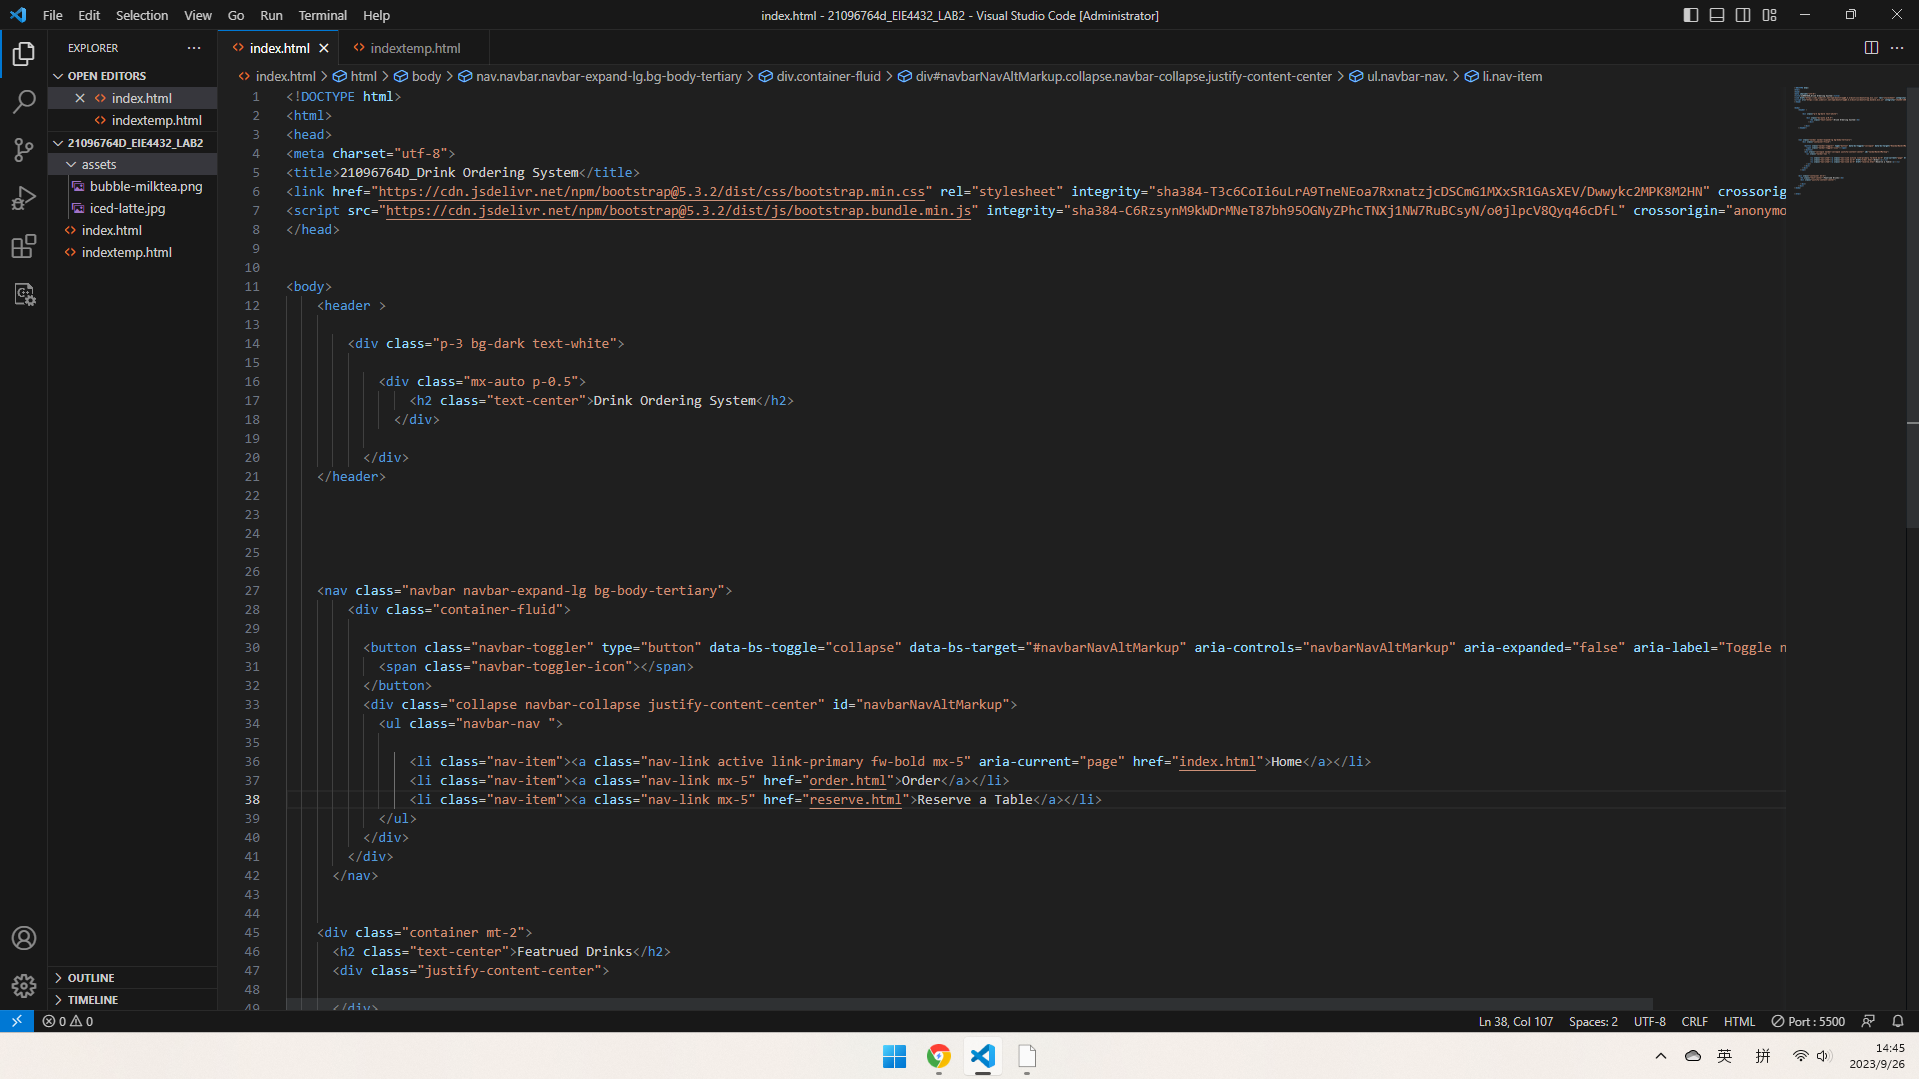 File Edit Selection View Go Run Terminal Help
index.html - 21096764d_EIE4432_LAB2 - Visual Studio Code [Administrator]
EXPLORER
OPEN EDITORS
index.html
indextemp.html
21096764D_EIE4432_LAB2
assets
bubble-milktea.png
iced-latte.jpg
index.html
indextemp.html
OUTLINE
TIMELINE
index.html
indextemp.html
index.html > html > body > nav.navbar.navbar-expand-lg.bg-body-tertiary > div.container-fluid > div#navbarNavAltMarkup.collapse.navbar-collapse.justify-content-center > ul.navbar-nav. > li.nav-item
1 <!DOCTYPE html>
2 <html>
3 <head>
4 <meta charset="utf-8">
5 <title>21096764D_Drink Ordering System</title>
6 <link href="https://cdn.jsdelivr.net/npm/bootstrap@5.3.2/dist/css/bootstrap.min.css" rel="stylesheet" integrity="sha384-T3c6CoIi6uLrA9TneNEoa7RxnatzjcDSCmG1MXxSR1GAsXEV/Dwwykc2MPK8M2HN" crossorig
7 <script src="https://cdn.jsdelivr.net/npm/bootstrap@5.3.2/dist/js/bootstrap.bundle.min.js" integrity="sha384-C6RzsynM9kWDrMNeT87bh95OGNyZPhcTNXj1NW7RuBCsyN/o0jlpcV8Qyq46cDfL" crossorigin="anonymo
8 </head>
9
10
11 <body>
12 <header >
13
14 <div class="p-3 bg-dark text-white">
15
16 <div class="mx-auto p-0.5">
17 <h2 class="text-center">Drink Ordering System</h2>
18 </div>
19
20 </div>
21 </header>
22
23
24
25
26
27 <nav class="navbar navbar-expand-lg bg-body-tertiary">
28 <div class="container-fluid">
29
30 <button class="navbar-toggler" type="button" data-bs-toggle="collapse" data-bs-target="#navbarNavAltMarkup" aria-controls="navbarNavAltMarkup" aria-expanded="false" aria-label="Toggle n
31 <span class="navbar-toggler-icon"></span>
32 </button>
33 <div class="collapse navbar-collapse justify-content-center" id="navbarNavAltMarkup">
34 <ul class="navbar-nav ">
35
36 <li class="nav-item"><a class="nav-link active link-primary fw-bold mx-5" aria-current="page" href="index.html">Home</a></li>
37 <li class="nav-item"><a class="nav-link mx-5" href="order.html">Order</a></li>
38 <li class="nav-item"><a class="nav-link mx-5" href="reserve.html">Reserve a Table</a></li>
39 </ul>
40 </div>
41 </div>
42 </nav>
43
44
45 <div class="container mt-2">
46 <h2 class="text-center">Featrued Drinks</h2>
47 <div class="justify-content-center">
48
49 </div>
0 0
Ln 38, Col 107 Spaces: 2 UTF-8 CRLF HTML Port : 5500
英 拼
14:45
2023/9/26